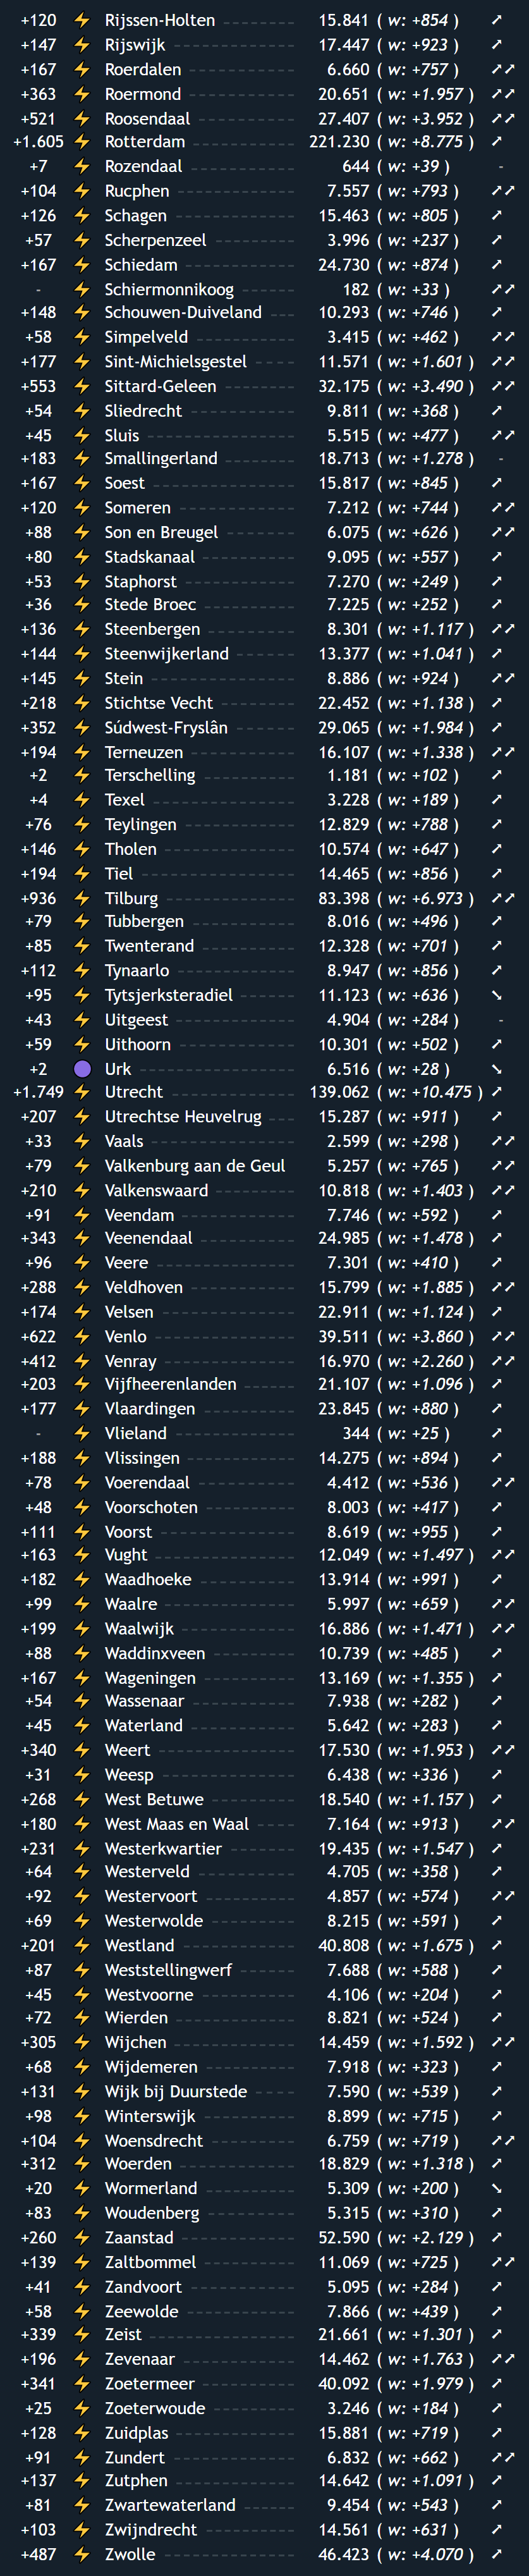 +120 ⚡ Rijssen-Holten 15.841 ( w: +854 ) ➚
+147 ⚡ Rijswijk 17.447 ( w: +923 ) ➚
+167 ⚡ Roerdalen 6.660 ( w: +757 ) ➚➚
+363 ⚡ Roermond 20.651 ( w: +1.957 ) ➚➚
+521 ⚡ Roosendaal 27.407 ( w: +3.952 ) ➚➚
+1.605 ⚡ Rotterdam 221.230 ( w: +8.775 ) ➚
+7 ⚡ Rozendaal 644 ( w: +39 ) -
+104 ⚡ Rucphen 7.557 ( w: +793 ) ➚➚
+126 ⚡ Schagen 15.463 ( w: +805 ) ➚
+57 ⚡ Scherpenzeel 3.996 ( w: +237 ) ➚
+167 ⚡ Schiedam 24.730 ( w: +874 ) ➚
- ⚡ Schiermonnikoog 182 ( w: +33 ) ➚➚
+148 ⚡ Schouwen-Duiveland 10.293 ( w: +746 ) ➚
+58 ⚡ Simpelveld 3.415 ( w: +462 ) ➚➚
+177 ⚡ Sint-Michielsgestel 11.571 ( w: +1.601 ) ➚➚
+553 ⚡ Sittard-Geleen 32.175 ( w: +3.490 ) ➚➚
+54 ⚡ Sliedrecht 9.811 ( w: +368 ) ➚
+45 ⚡ Sluis 5.515 ( w: +477 ) ➚➚
+183 ⚡ Smallingerland 18.713 ( w: +1.278 ) -
+167 ⚡ Soest 15.817 ( w: +845 ) ➚
+120 ⚡ Someren 7.212 ( w: +744 ) ➚➚
+88 ⚡ Son en Breugel 6.075 ( w: +626 ) ➚➚
+80 ⚡ Stadskanaal 9.095 ( w: +557 ) ➚
+53 ⚡ Staphorst 7.270 ( w: +249 ) ➚
+36 ⚡ Stede Broec 7.225 ( w: +252 ) ➚
+136 ⚡ Steenbergen 8.301 ( w: +1.117 ) ➚➚
+144 ⚡ Steenwijkerland 13.377 ( w: +1.041 ) ➚
+145 ⚡ Stein 8.886 ( w: +924 ) ➚➚
+218 ⚡ Stichtse Vecht 22.452 ( w: +1.138 ) ➚
+352 ⚡ Súdwest-Fryslân 29.065 ( w: +1.984 ) ➚
+194 ⚡ Terneuzen 16.107 ( w: +1.338 ) ➚➚
+2 ⚡ Terschelling 1.181 ( w: +102 ) ➚
+4 ⚡ Texel 3.228 ( w: +189 ) ➚
+76 ⚡ Teylingen 12.829 ( w: +788 ) ➚
+146 ⚡ Tholen 10.574 ( w: +647 ) ➚
+194 ⚡ Tiel 14.465 ( w: +856 ) ➚
+936 ⚡ Tilburg 83.398 ( w: +6.973 ) ➚➚
+79 ⚡ Tubbergen 8.016 ( w: +496 ) ➚
+85 ⚡ Twenterand 12.328 ( w: +701 ) ➚
+112 ⚡ Tynaarlo 8.947 ( w: +856 ) ➚
+95 ⚡ Tytsjerksteradiel 11.123 ( w: +636 ) ➘
+43 ⚡ Uitgeest 4.904 ( w: +284 ) -
+59 ⚡ Uithoorn 10.301 ( w: +502 ) ➚
+2 🟣 Urk 6.516 ( w: +28 ) ➘
+1.749 ⚡ Utrecht 139.062 ( w: +10.475 ) ➚
+207 ⚡ Utrechtse Heuvelrug 15.287 ( w: +911 ) ➚
+33 ⚡ Vaals 2.599 ( w: +298 ) ➚➚
+79 ⚡ Valkenburg aan de Geul 5.257 ( w: +765 ) ➚➚
+210 ⚡ Valkenswaard 10.818 ( w: +1.403 ) ➚➚
+91 ⚡ Veendam 7.746 ( w: +592 ) ➚
+343 ⚡ Veenendaal 24.985 ( w: +1.478 ) ➚
+96 ⚡ Veere 7.301 ( w: +410 ) ➚
+288 ⚡ Veldhoven 15.799 ( w: +1.885 ) ➚➚
+174 ⚡ Velsen 22.911 ( w: +1.124 ) ➚
+622 ⚡ Venlo 39.511 ( w: +3.860 ) ➚➚
+412 ⚡ Venray 16.970 ( w: +2.260 ) ➚➚
+203 ⚡ Vijfheerenlanden 21.107 ( w: +1.096 ) ➚
+177 ⚡ Vlaardingen 23.845 ( w: +880 ) ➚
- ⚡ Vlieland 344 ( w: +25 ) ➚
+188 ⚡ Vlissingen 14.275 ( w: +894 ) ➚
+78 ⚡ Voerendaal 4.412 ( w: +536 ) ➚➚
+48 ⚡ Voorschoten 8.003 ( w: +417 ) ➚
+111 ⚡ Voorst 8.619 ( w: +955 ) ➚
+163 ⚡ Vught 12.049 ( w: +1.497 ) ➚➚
+182 ⚡ Waadhoeke 13.914 ( w: +991 ) ➚
+99 ⚡ Waalre 5.997 ( w: +659 ) ➚➚
+199 ⚡ Waalwijk 16.886 ( w: +1.471 ) ➚➚
+88 ⚡ Waddinxveen 10.739 ( w: +485 ) ➚
+167 ⚡ Wageningen 13.169 ( w: +1.355 ) ➚
+54 ⚡ Wassenaar 7.938 ( w: +282 ) ➚
+45 ⚡ Waterland 5.642 ( w: +283 ) ➚
+340 ⚡ Weert 17.530 ( w: +1.953 ) ➚➚
+31 ⚡ Weesp 6.438 ( w: +336 ) ➚
+268 ⚡ West Betuwe 18.540 ( w: +1.157 ) ➚
+180 ⚡ West Maas en Waal 7.164 ( w: +913 ) ➚➚
+231 ⚡ Westerkwartier 19.435 ( w: +1.547 ) ➚
+64 ⚡ Westerveld 4.705 ( w: +358 ) ➚
+92 ⚡ Westervoort 4.857 ( w: +574 ) ➚➚
+69 ⚡ Westerwolde 8.215 ( w: +591 ) ➚
+201 ⚡ Westland 40.808 ( w: +1.675 ) ➚
+87 ⚡ Weststellingwerf 7.688 ( w: +588 ) ➚
+45 ⚡ Westvoorne 4.106 ( w: +204 ) ➚
+72 ⚡ Wierden 8.821 ( w: +524 ) ➚
+305 ⚡ Wijchen 14.459 ( w: +1.592 ) ➚➚
+68 ⚡ Wijdemeren 7.918 ( w: +323 ) ➚
+131 ⚡ Wijk bij Duurstede 7.590 ( w: +539 ) ➚
+98 ⚡ Winterswijk 8.899 ( w: +715 ) ➚
+104 ⚡ Woensdrecht 6.759 ( w: +719 ) ➚➚
+312 ⚡ Woerden 18.829 ( w: +1.318 ) ➚
+20 ⚡ Wormerland 5.309 ( w: +200 ) ➘
+83 ⚡ Woudenberg 5.315 ( w: +310 ) ➚
+260 ⚡ Zaanstad 52.590 ( w: +2.129 ) ➚
+139 ⚡ Zaltbommel 11.069 ( w: +725 ) ➚➚
+41 ⚡ Zandvoort 5.095 ( w: +284 ) ➚
+58 ⚡ Zeewolde 7.866 ( w: +439 ) ➚
+339 ⚡ Zeist 21.661 ( w: +1.301 ) ➚
+196 ⚡ Zevenaar 14.462 ( w: +1.763 ) ➚➚
+341 ⚡ Zoetermeer 40.092 ( w: +1.979 ) ➚
+25 ⚡ Zoeterwoude 3.246 ( w: +184 ) ➚
+128 ⚡ Zuidplas 15.881 ( w: +719 ) ➚
+91 ⚡ Zundert 6.832 ( w: +662 ) ➚➚
+137 ⚡ Zutphen 14.642 ( w: +1.091 ) ➚
+81 ⚡ Zwartewaterland 9.454 ( w: +543 ) ➚
+103 ⚡ Zwijndrecht 14.561 ( w: +631 ) ➚
+487 ⚡ Zwolle 46.423 ( w: +4.070 ) ➚